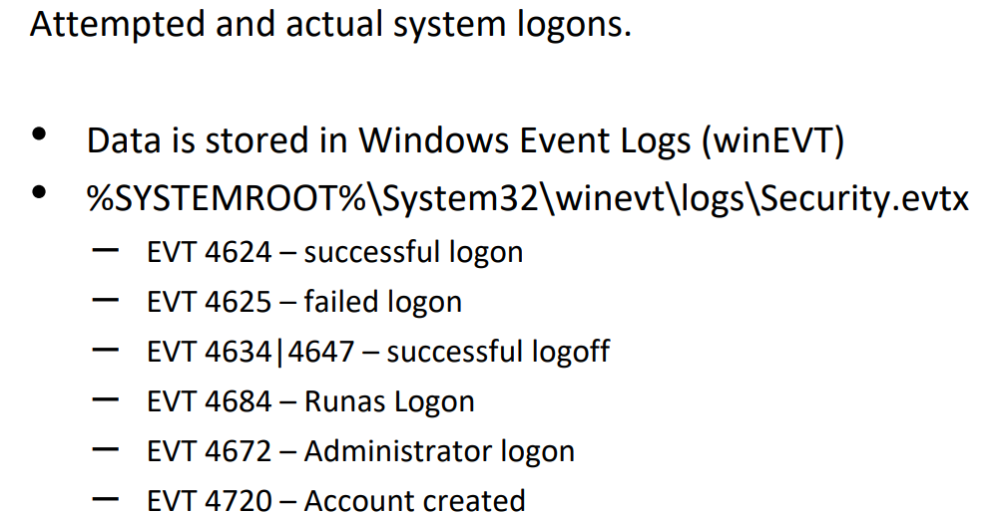 Attempted and actual system logons.
• Data is stored in Windows Event Logs (winEVT)
• %SYSTEMROOT%\System32\winevt\logs\Security.evtx
– EVT 4624 – successful logon
– EVT 4625 – failed logon
– EVT 4634|4647 – successful logoff
– EVT 4684 – Runas Logon
– EVT 4672 – Administrator logon
– EVT 4720 – Account created